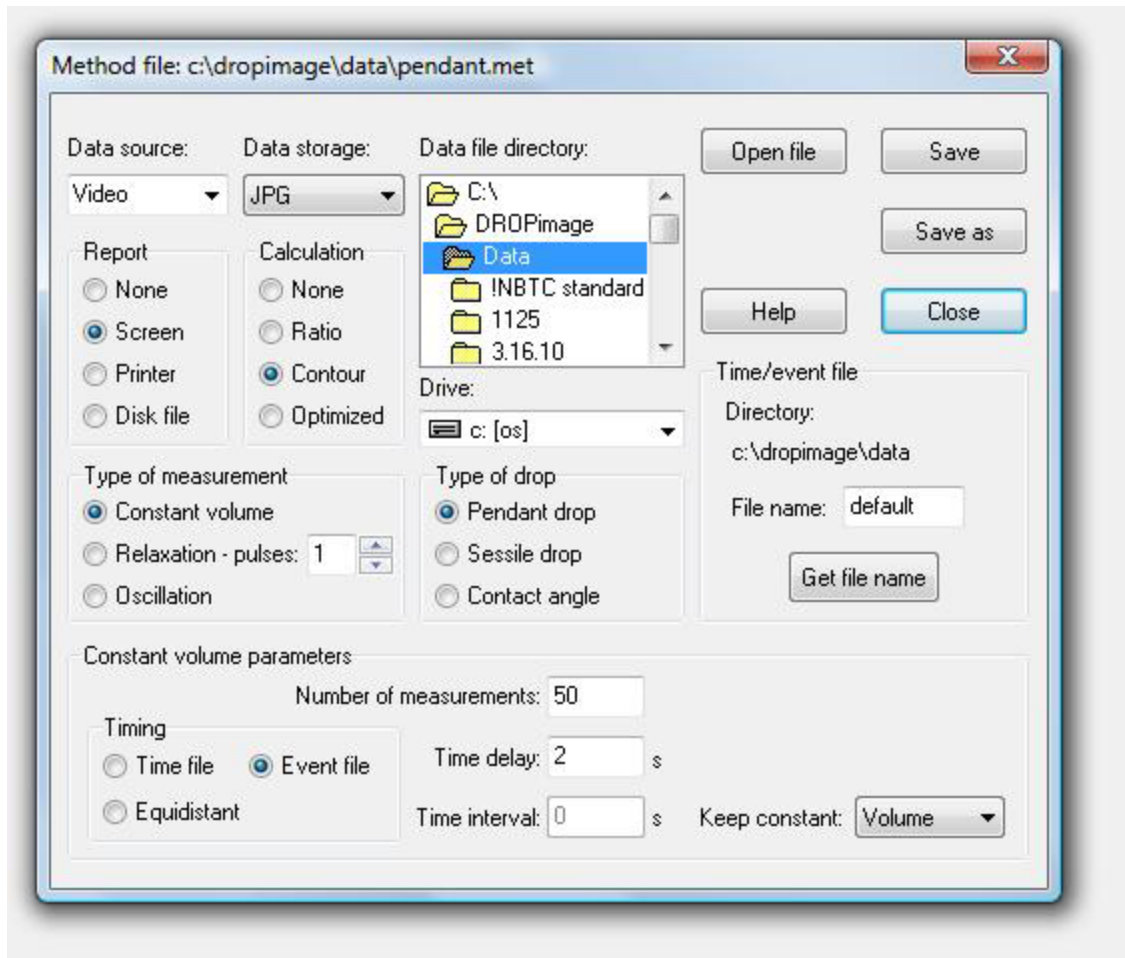 Method file: c:\dropimage\data\pendant.met
Data source:
Video
Data storage:
JPG
Data file directory:
C:\
DROPimage
Data
!NBTC standard
1125
3.16.10
Open file
Save
Save as
Help
Close
Report
None
Screen
Printer
Disk file
Calculation
None
Ratio
Contour
Optimized
Drive:
c: [os]
Time/event file
Directory:
c:\dropimage\data
File name: default
Get file name
Type of measurement
Constant volume
Relaxation - pulses: 1
Oscillation
Type of drop
Pendant drop
Sessile drop
Contact angle
Constant volume parameters
Number of measurements: 50
Timing
Time file
Event file
Equidistant
Time delay: 2 s
Time interval: 0 s
Keep constant: Volume